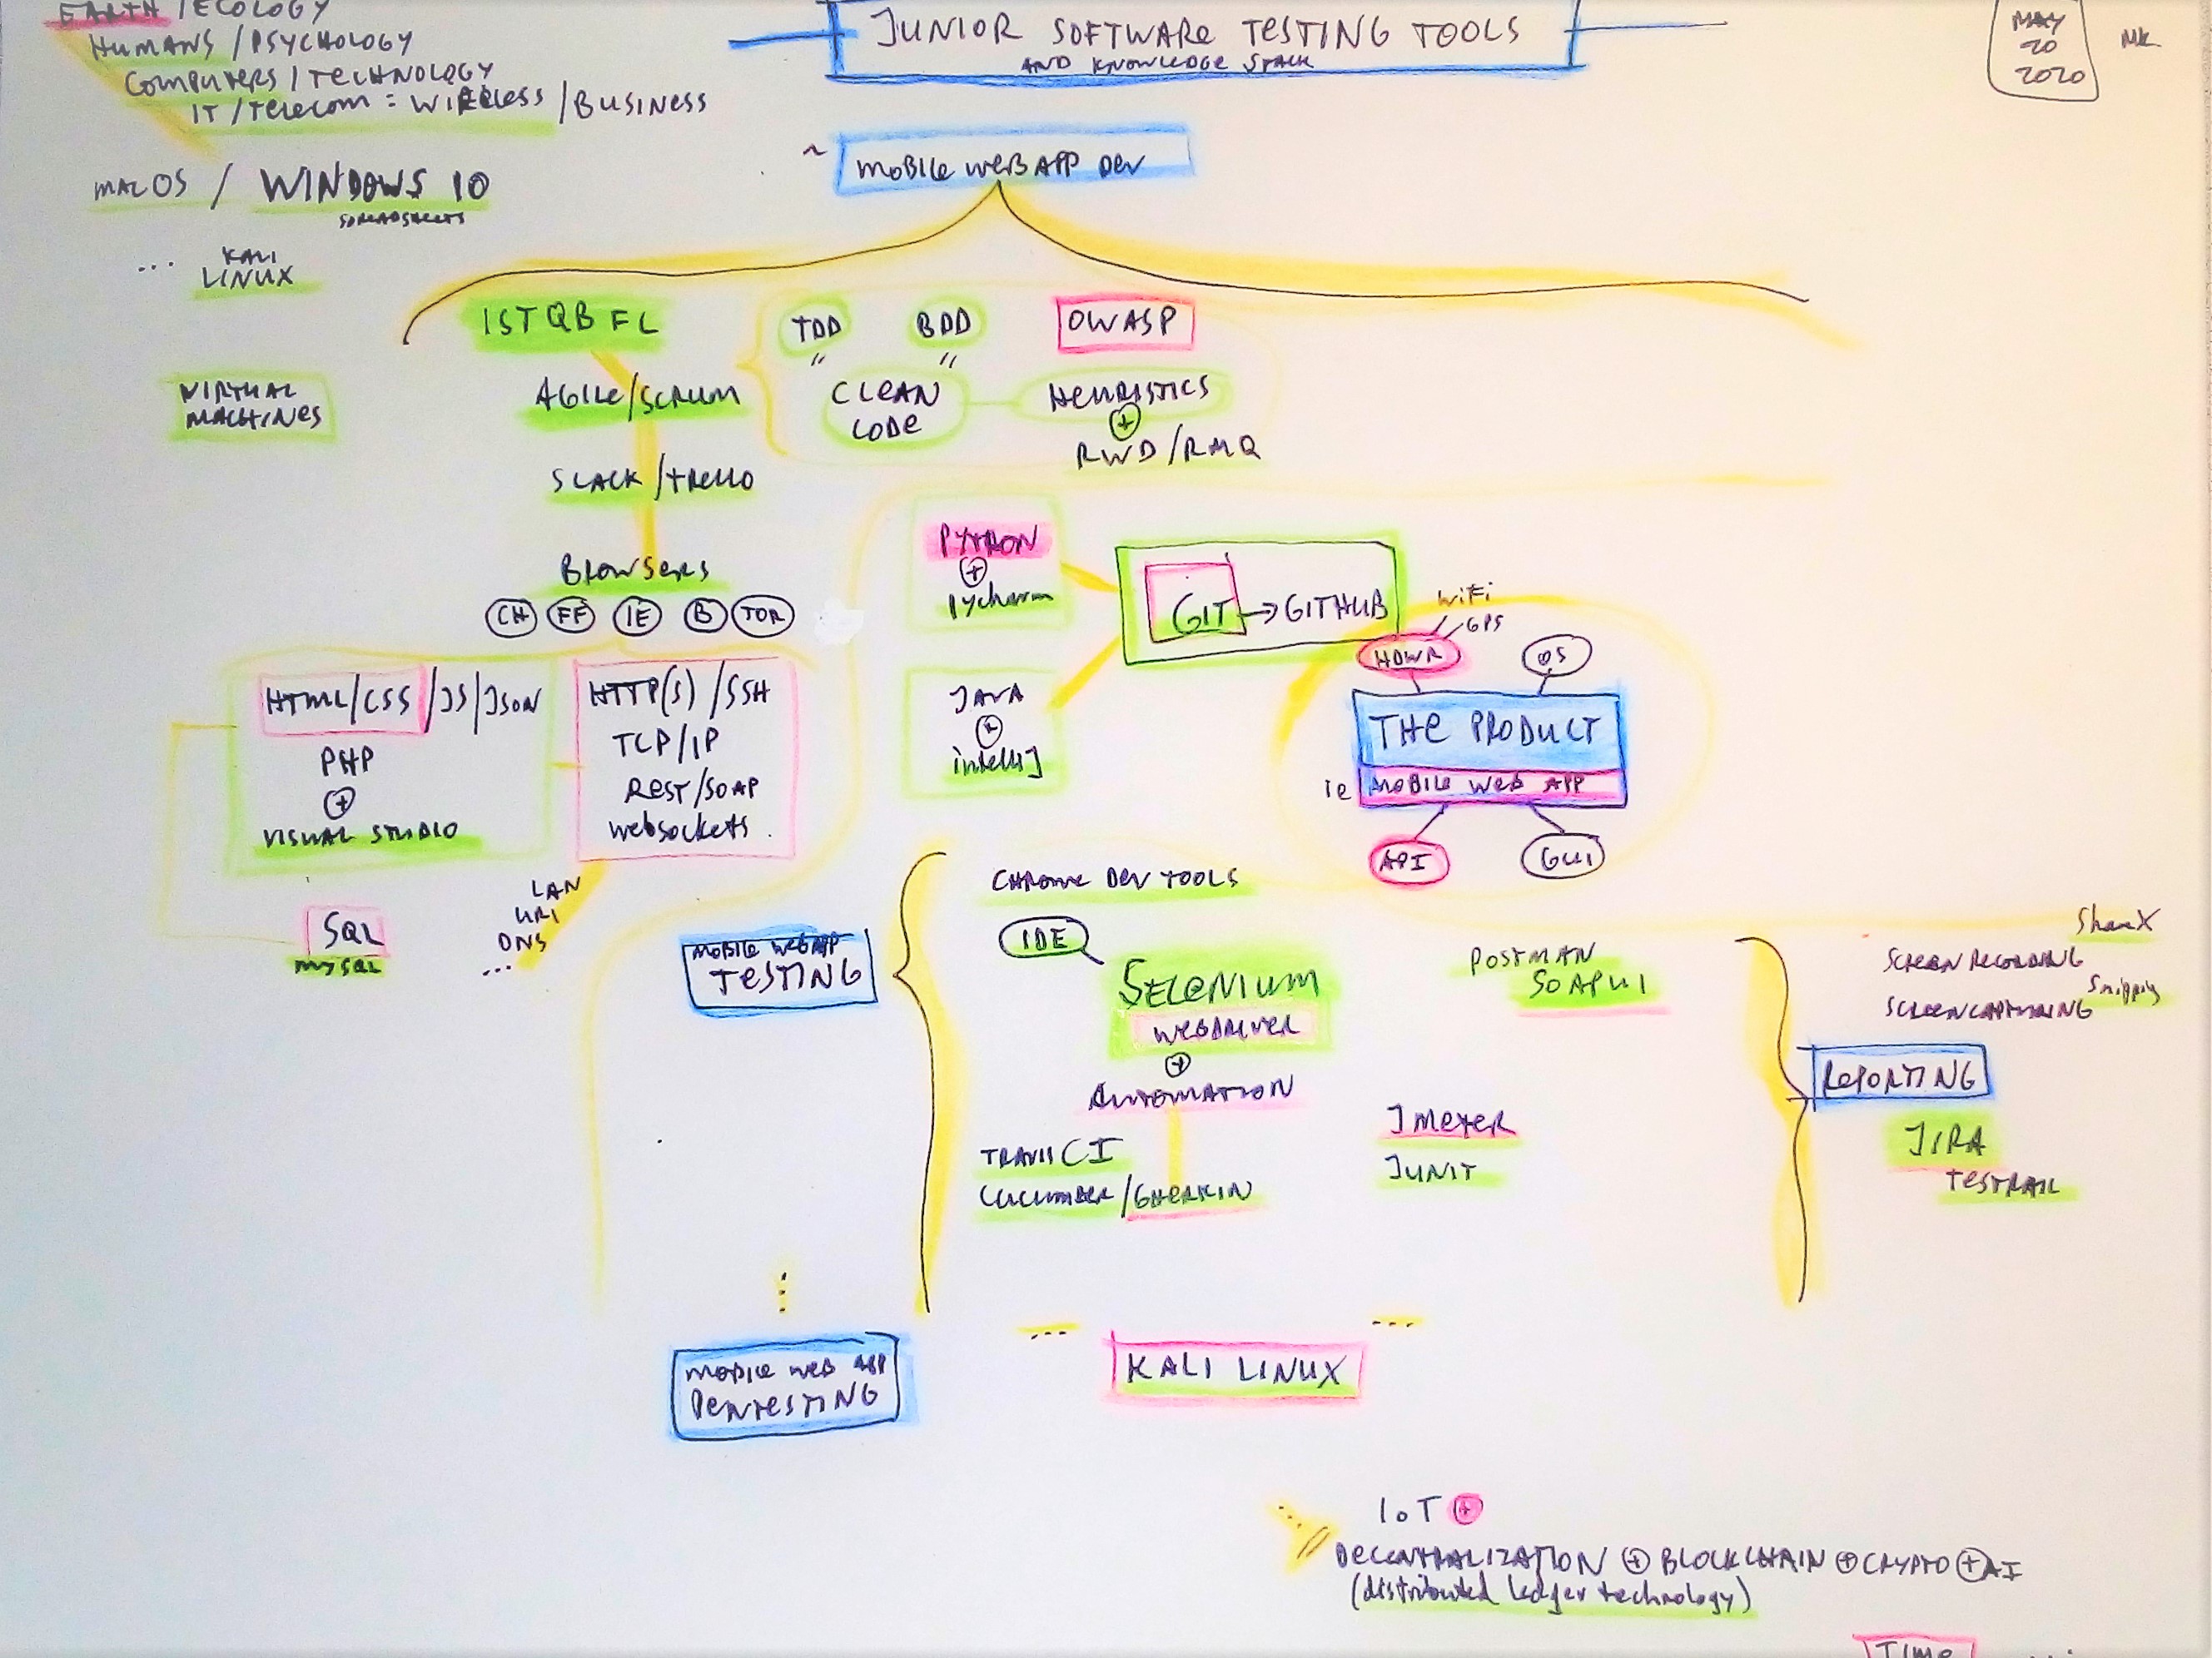 EARTH / ECOLOGY
HUMANS / PSYCHOLOGY
COMPUTERS / TECHNOLOGY
IT / TELECOM = WIRELESS / BUSINESS
JUNIOR SOFTWARE TESTING TOOLS
AND KNOWLEDGE STACK
MAY
20
2020
MK
MAC OS / WINDOWS 10
SPREADSHEETS
... KALI
LINUX
VIRTUAL
MACHINES
~ MOBILE WEB APP DEV
ISTQB FL
AGILE/SCRUM
SLACK/TRELLO
BROWSERS
CH FF IE B TOR
TDD BDD OWASP
" "
CLEAN
CODE
HEURISTICS
+
RWD/RMQ
PYTHON
+
pycharm
JAVA
+
intelliJ
GIT → GITHUB
WIFI
GPS
HDWR OS
THE PRODUCT
ie MOBILE WEB APP
API GUI
HTML/CSS/JS/JSON
PHP
+
VISUAL STUDIO
HTTP(S)/SSH
TCP/IP
REST/SOAP
Websockets
SQL
MYSQL
LAN
URI
DNS
...
MOBILE WEB APP
TESTING
CHROME DEV TOOLS
IDE
SELENIUM
WEBDRIVER
+
AUTOMATION
TRAVIS CI
CUCUMBER/GHERKIN
POSTMAN
SOAPUI
JMETER
JUNIT
ShareX
SCREEN RECORDING
Snipping
SCREEN CAPTURING
REPORTING
JIRA
TESTRAIL
MOBILE WEB APP
PENTESTING
... KALI LINUX ...
IOT +
DECENTRALIZATION + BLOCKCHAIN + CRYPTO + AI
(distributed ledger technology)
TIME